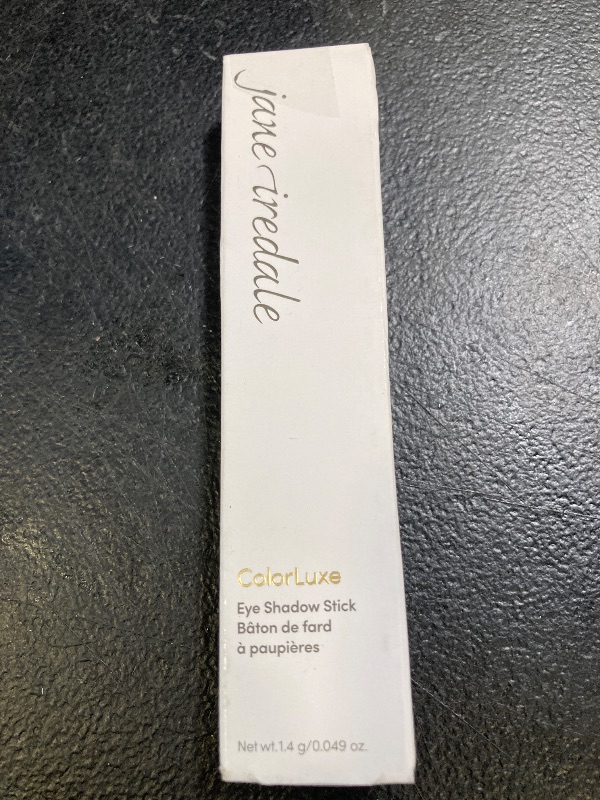 jane iredale
ColorLuxe
Eye Shadow Stick
Bâton de fard
à paupières
Net wt.1.4 g/0.049 oz.